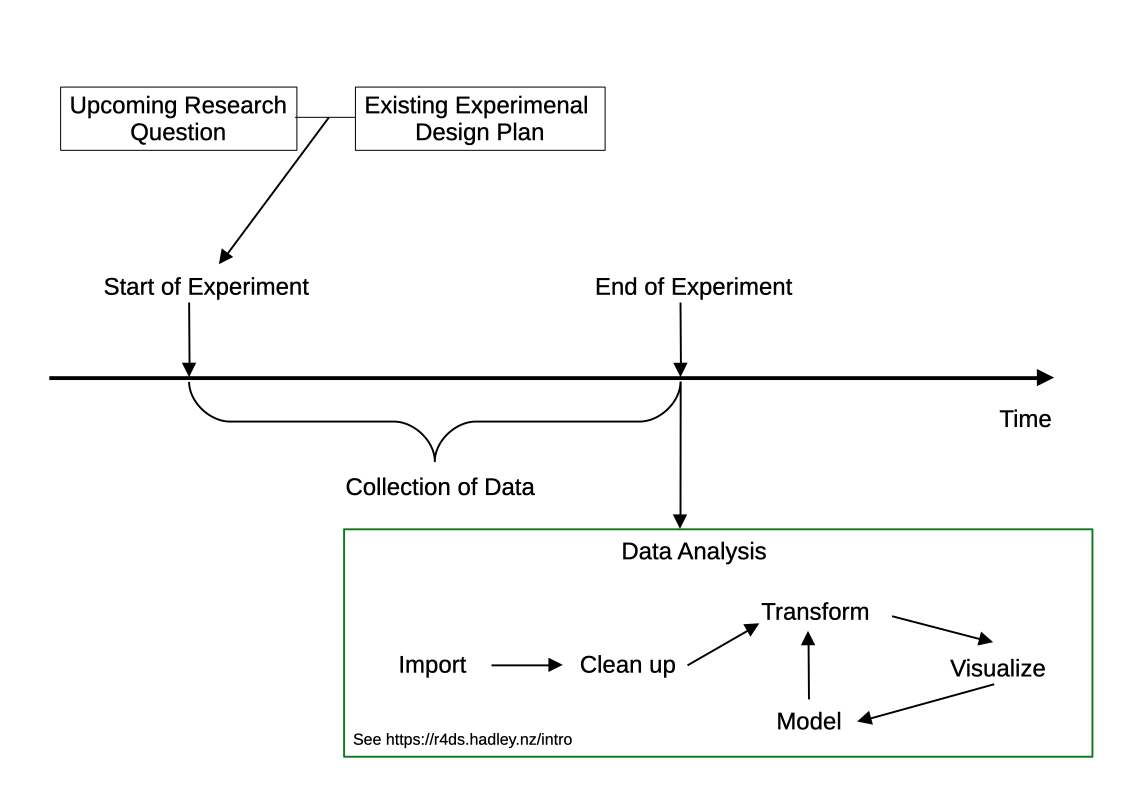 Upcoming Research
Question
Existing Experimenal
Design Plan
Start of Experiment
End of Experiment
Time
Collection of Data
Data Analysis
Transform
Import
Clean up
Visualize
Model
See https://r4ds.hadley.nz/intro